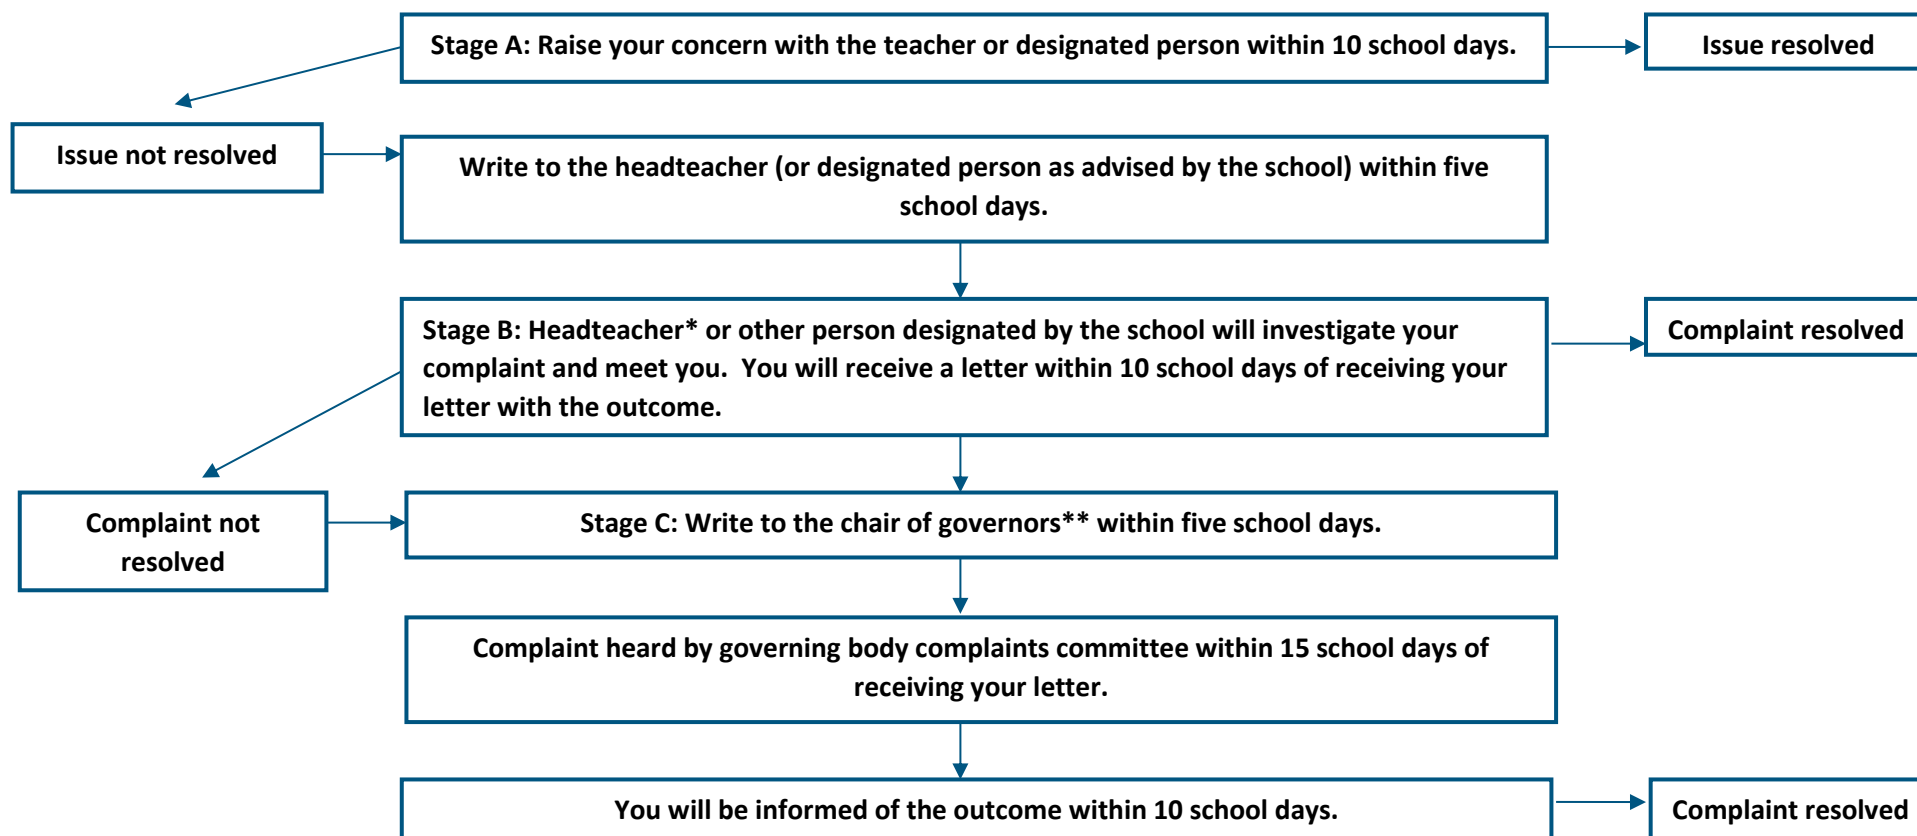 Stage A: Raise your concern with the teacher or designated person within 10 school days.
Issue resolved
Issue not resolved
Write to the headteacher (or designated person as advised by the school) within five
school days.
Stage B: Headteacher* or other person designated by the school will investigate your
complaint and meet you.  You will receive a letter within 10 school days of receiving your
letter with the outcome.
Complaint resolved
Complaint not
resolved
Stage C: Write to the chair of governors** within five school days.
Complaint heard by governing body complaints committee within 15 school days of
receiving your letter.
You will be informed of the outcome within 10 school days.
Complaint resolved